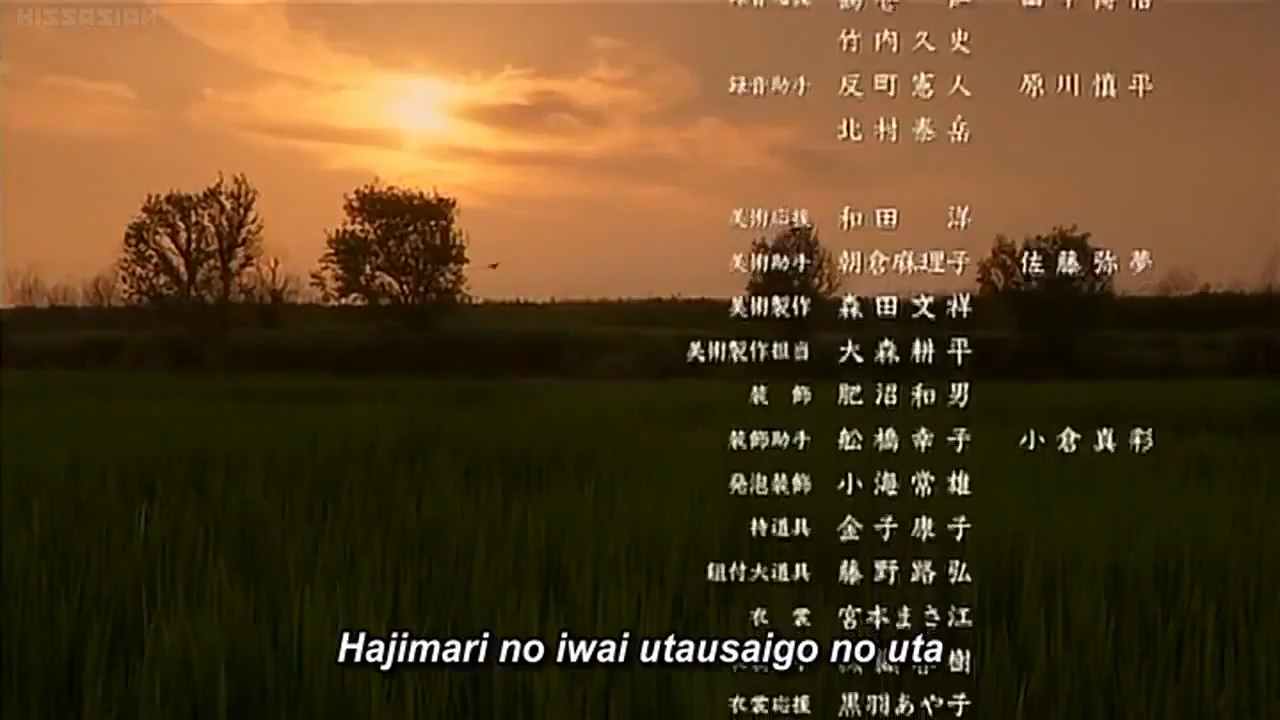 KISSASIAN
竹内久史
録音助手 反町憲人 原川慎平
北村泰岳
美術応援 和田 洋
美術助手 朝倉麻理子 佐藤弥夢
美術製作 森田文祥
美術製作担当 大森耕平
装飾 肥沼和男
装飾助手 舩橋幸子 小倉真彩
発泡装飾 小海常雄
特道具 金子康子
組付大道具 藤野路弘
衣裳 宮本まさ江
Hajimari no iwai utausaigo no uta
樹
衣裳応援 黒羽あや子